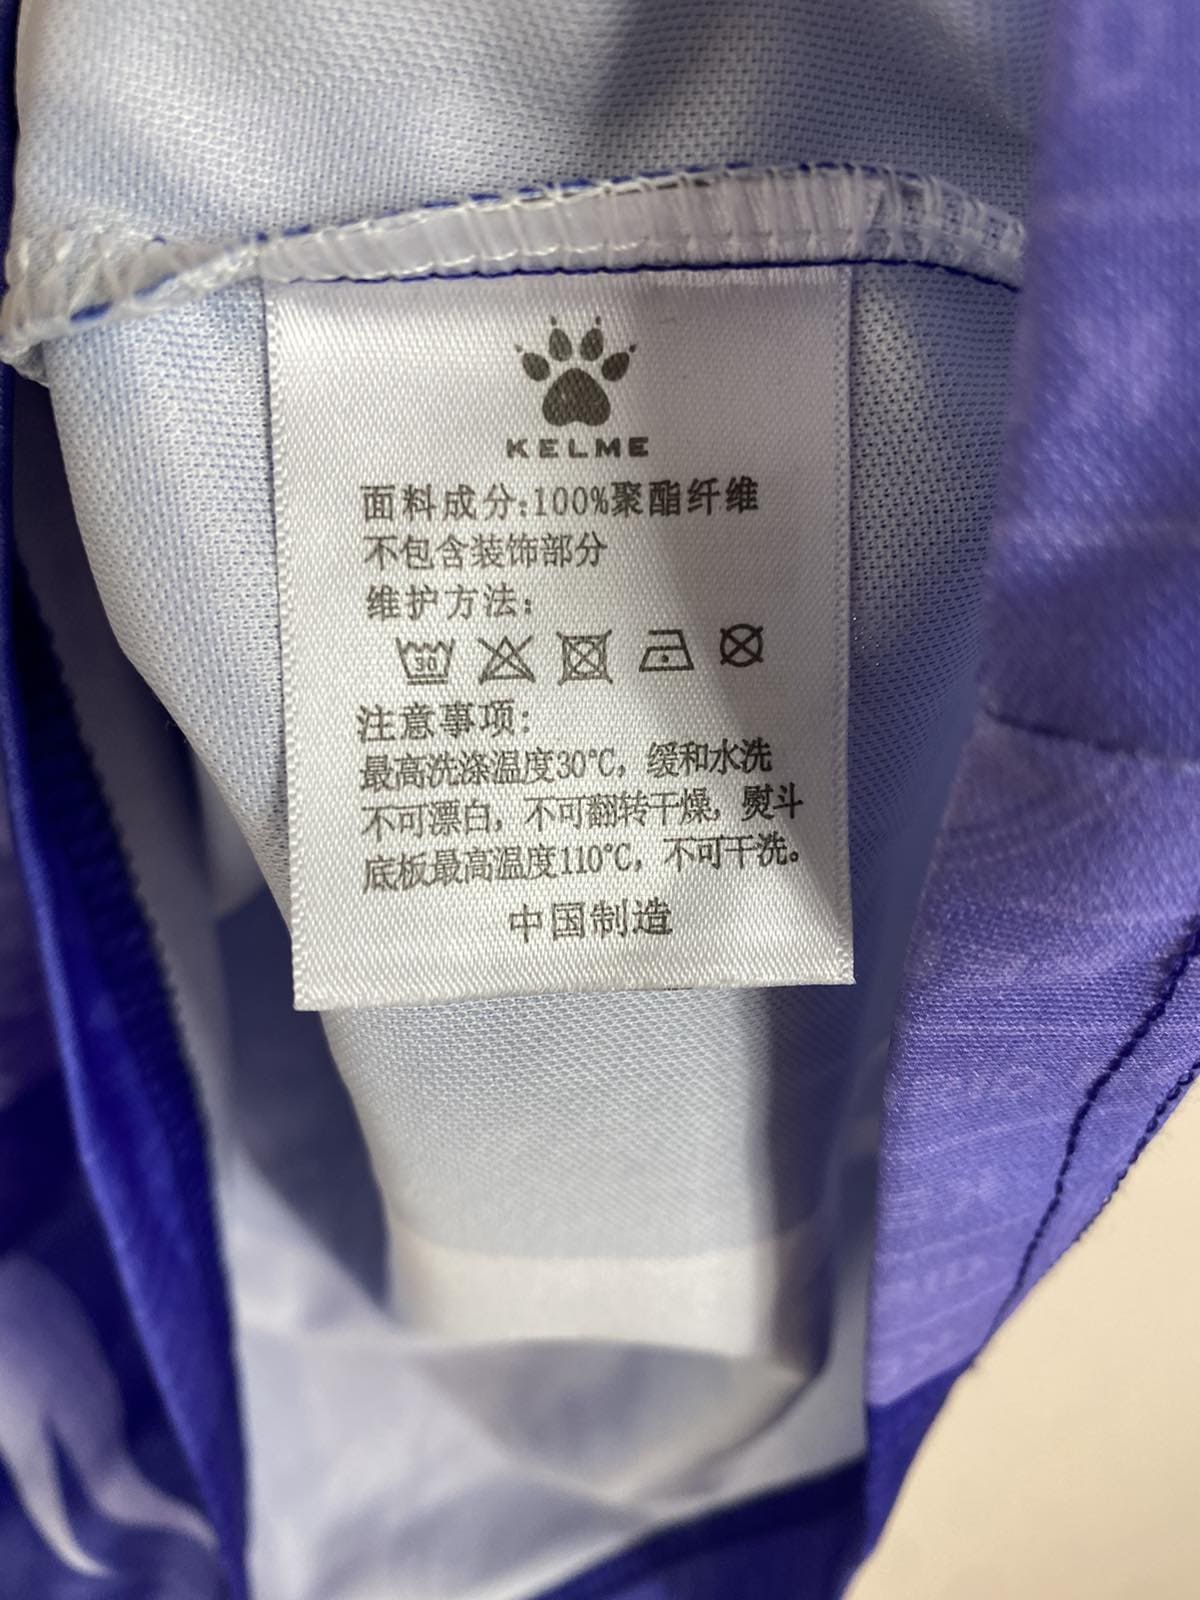 KELME
面料成分:100%聚酯纤维
不包含装饰部分
维护方法:
30
注意事项:
最高洗涤温度30℃, 缓和水洗
不可漂白, 不可翻转干燥, 熨斗
底板最高温度110℃, 不可干洗。
中国制造